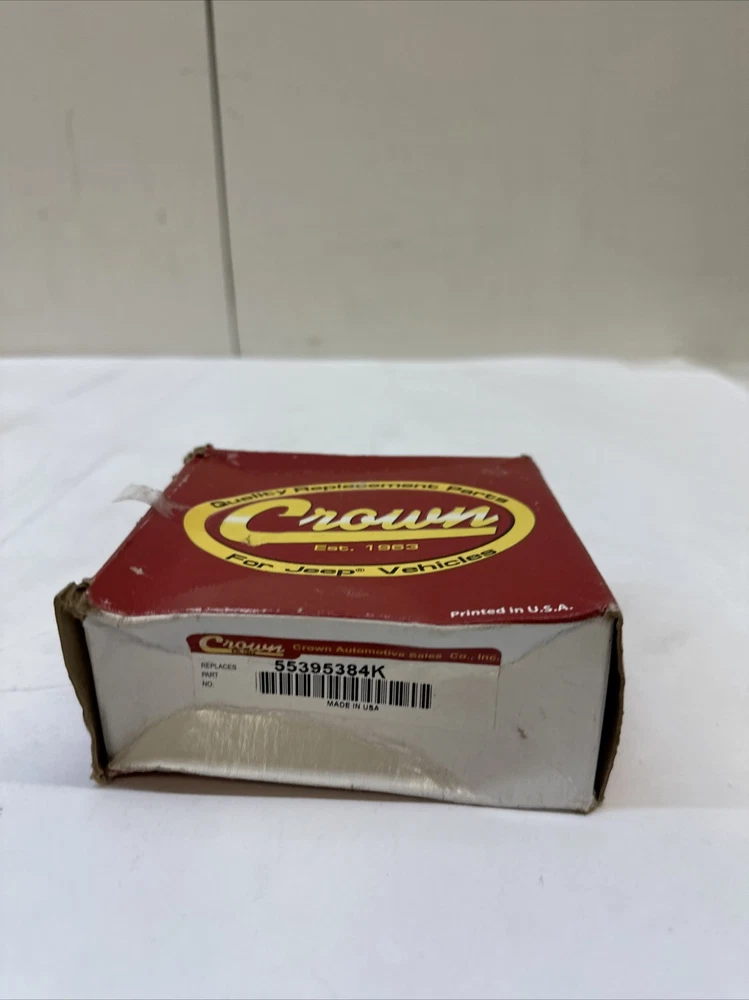 Quality Replacement Parts
Crown
Est. 1963
For Jeep® Vehicles
Printed in U.S.A.
Crown
Crown Automotive Sales Co., Inc.
REPLACES
PART
NO.
55395384K
MADE IN USA